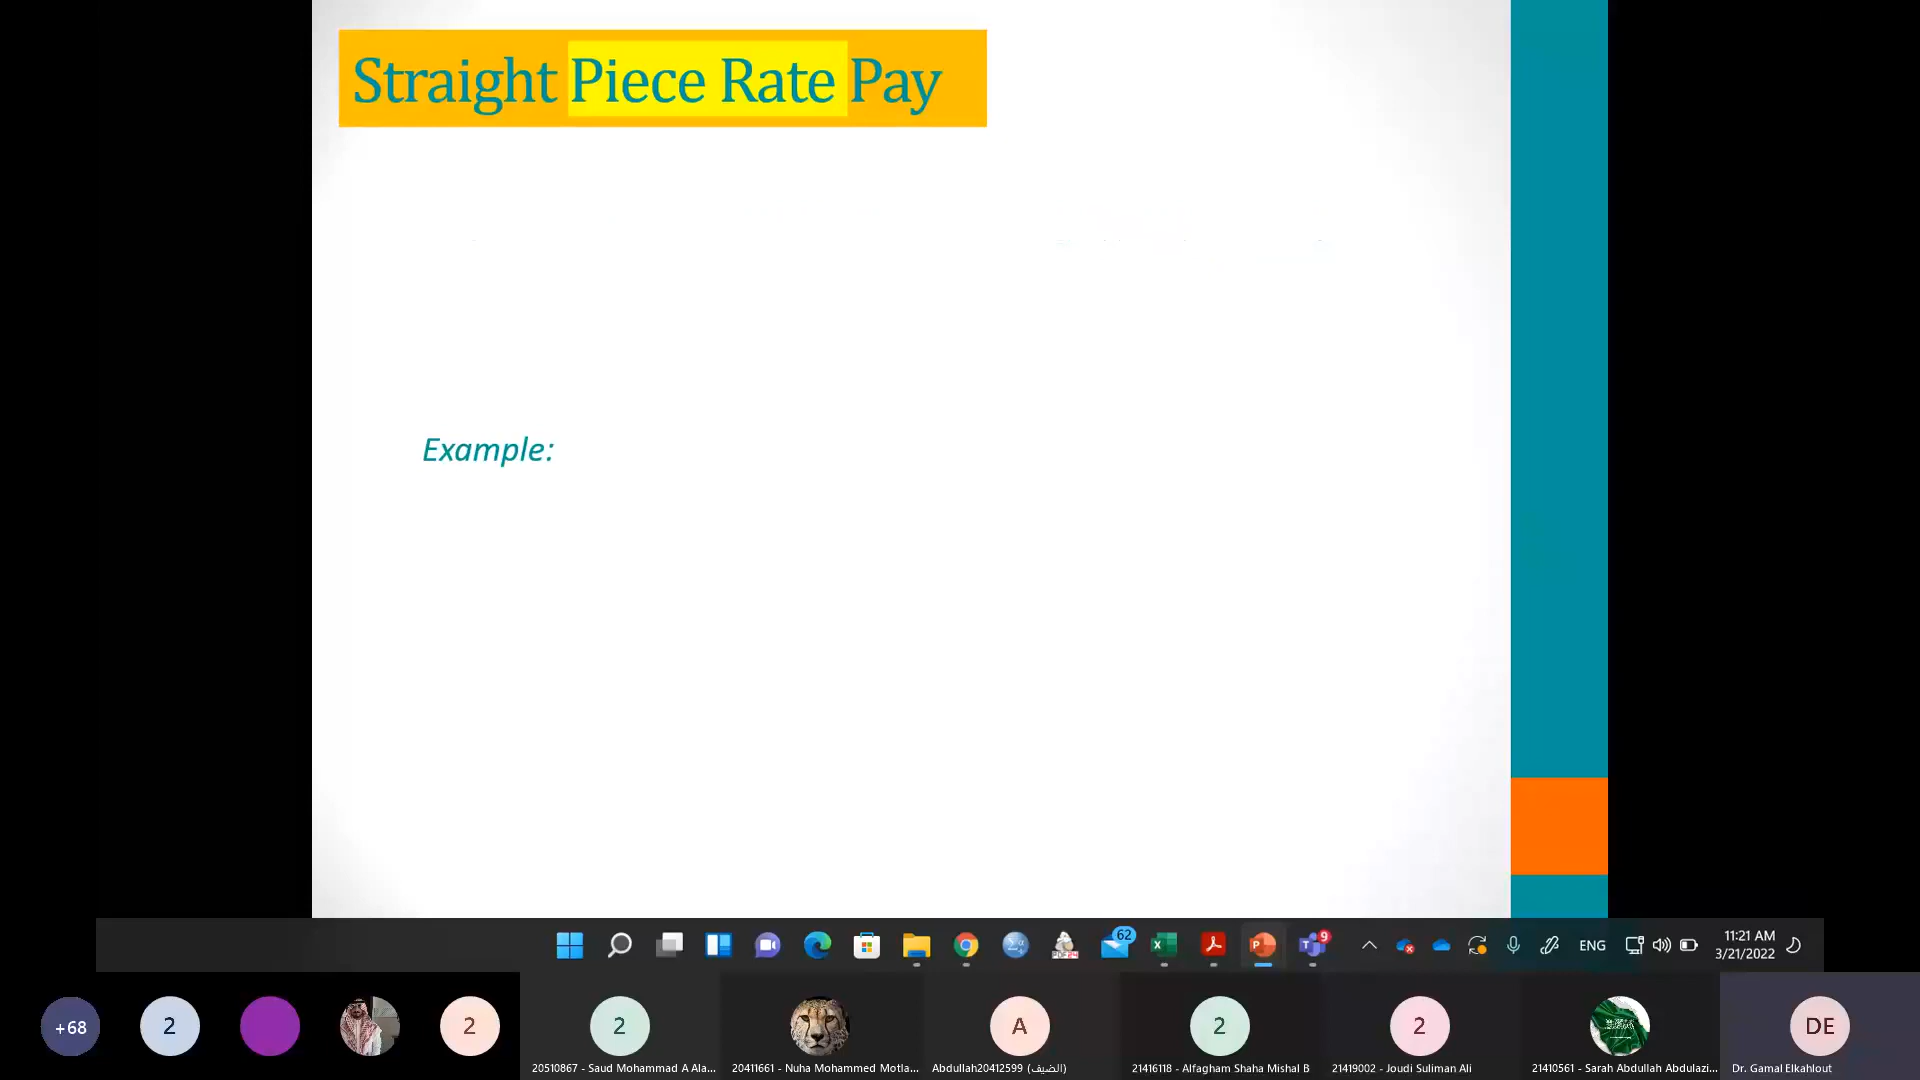 Straight Piece Rate Pay
Example:
62
9
ENG
11:21 AM
3/21/2022
+68
2
2
2
A
2
2
DE
20510867 - Saud Mohammad A Ala...
20411661 - Nuha Mohammed Motla...
Abdullah20412599 (الضيف)
21416118 - Alfagham Shaha Mishal B
21419002 - Joudi Suliman Ali
21410561 - Sarah Abdullah Abdulazi...
Dr. Gamal Elkahlout